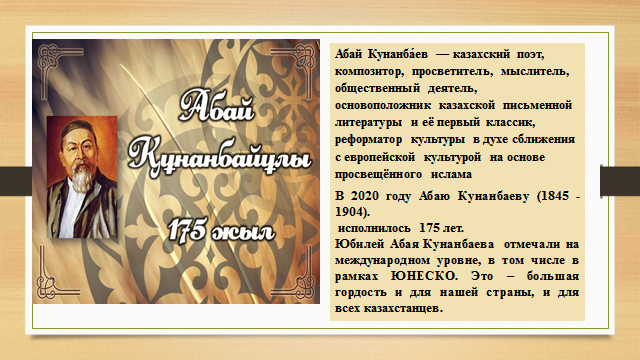 Абай
Құнанбайұлы
175 жыл
Абай Кунанба́ев — казахский поэт,
композитор, просветитель, мыслитель,
общественный деятель,
основоположник казахской письменной
литературы и её первый классик,
реформатор культуры в духе сближения
с европейской культурой на основе
просвещённого ислама
В 2020 году Абаю Кунанбаеву (1845 -
1904).
исполнилось 175 лет.
Юбилей Абая Кунанбаева отмечали на
международном уровне, в том числе в
рамках ЮНЕСКО. Это – большая
гордость и для нашей страны, и для
всех казахстанцев.